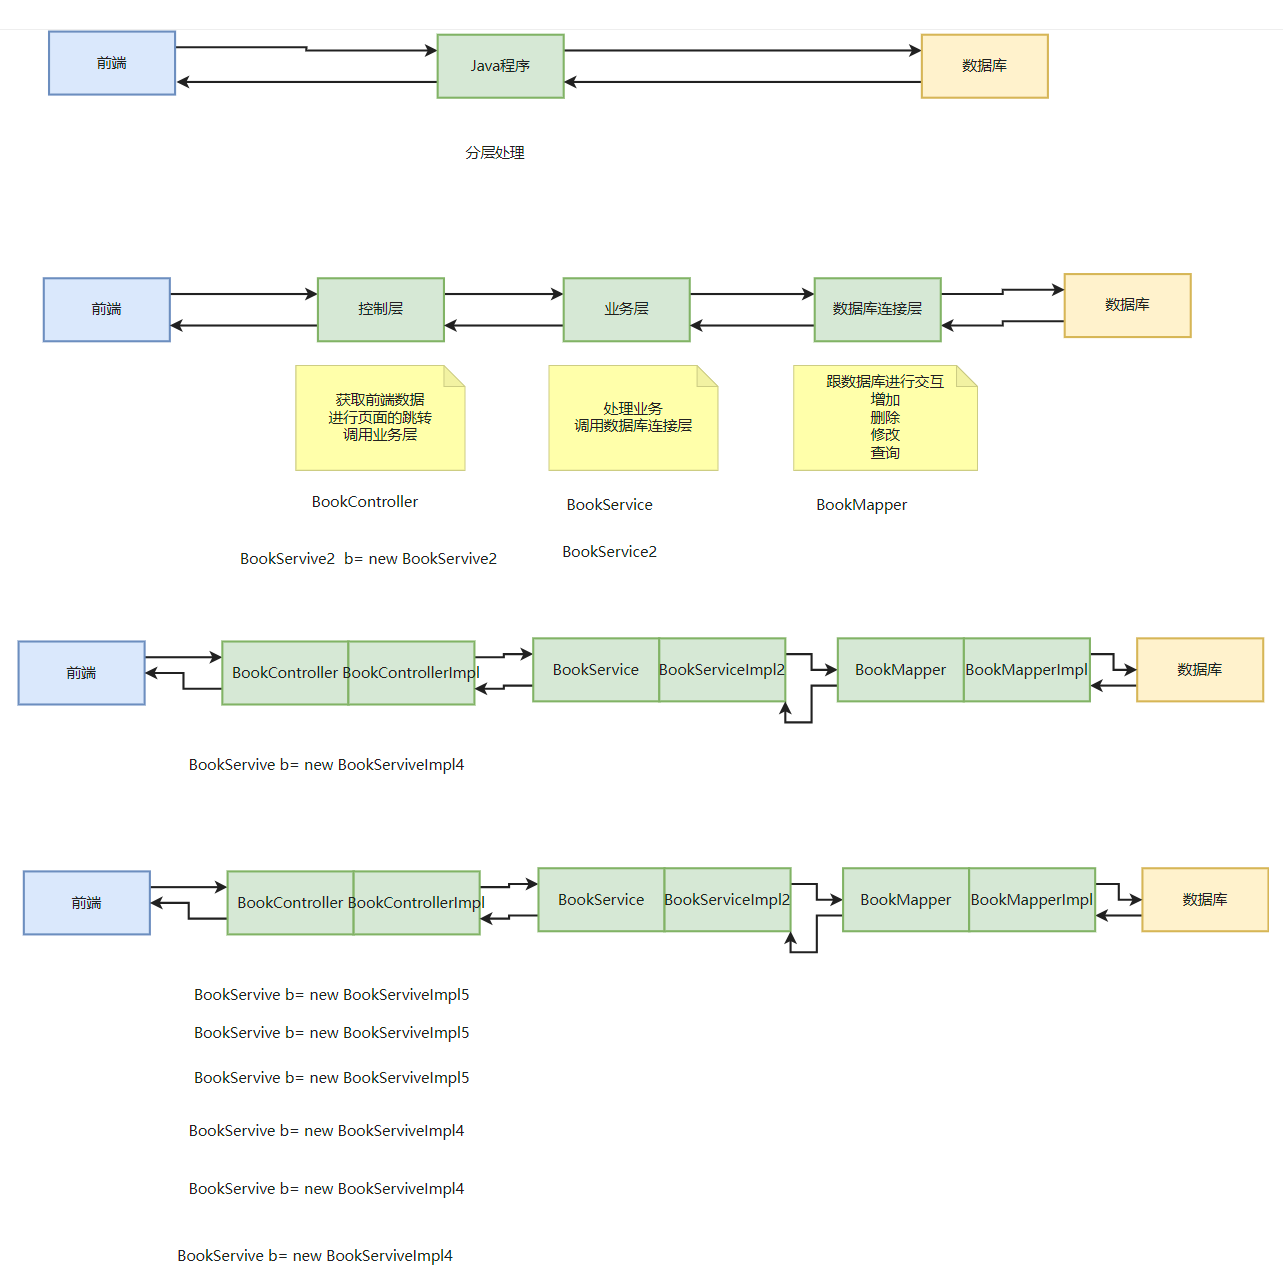 前端
Java程序
数据库
分层处理
前端
控制层
业务层
数据库连接层
数据库
获取前端数据
进行页面的跳转
调用业务层
处理业务
调用数据库连接层
跟数据库进行交互
增加
删除
修改
查询
BookController
BookService
BookMapper
BookServive2 b= new BookServive2
BookService2
前端
BookController
BookControllerImpl
BookService
BookServiceImpl2
BookMapper
BookMapperImpl
数据库
BookServive b= new BookServiveImpl4
前端
BookController
BookControllerImpl
BookService
BookServiceImpl2
BookMapper
BookMapperImpl
数据库
BookServive b= new BookServiveImpl5
BookServive b= new BookServiveImpl5
BookServive b= new BookServiveImpl5
BookServive b= new BookServiveImpl4
BookServive b= new BookServiveImpl4
BookServive b= new BookServiveImpl4